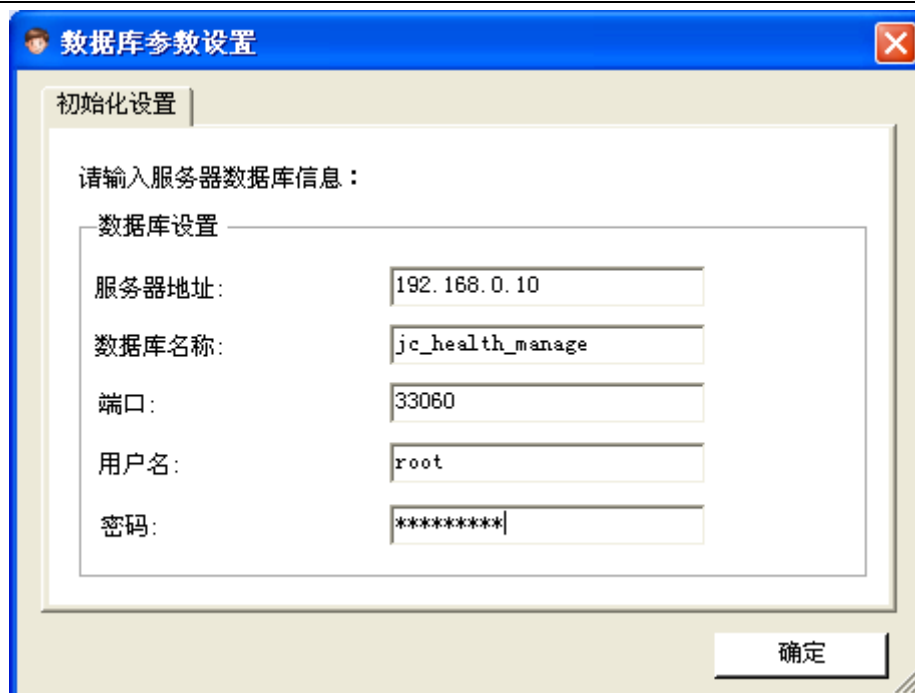 数据库参数设置
初始化设置
请输入服务器数据库信息：
数据库设置
服务器地址: 192.168.0.10
数据库名称: jc_health_manage
端口: 33060
用户名: root
密码: *********
确定